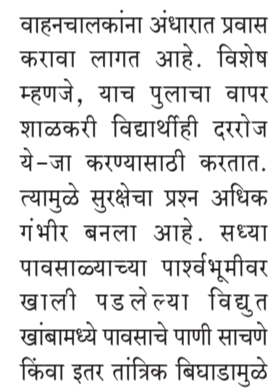 वाहनचालकांना अंधारात प्रवास
करावा लागत आहे. विशेष
म्हणजे, याच पुलाचा वापर
शाळकरी विद्यार्थीही दररोज
ये-जा करण्यासाठी करतात.
त्यामुळे सुरक्षेचा प्रश्न अधिक
गंभीर बनला आहे. सध्या
पावसाळ्याच्या पार्श्वभूमीवर
खाली पडलेल्या विद्युत
खांबामध्ये पावसाचे पाणी साचणे
किंवा इतर तांत्रिक बिघाडामुळे